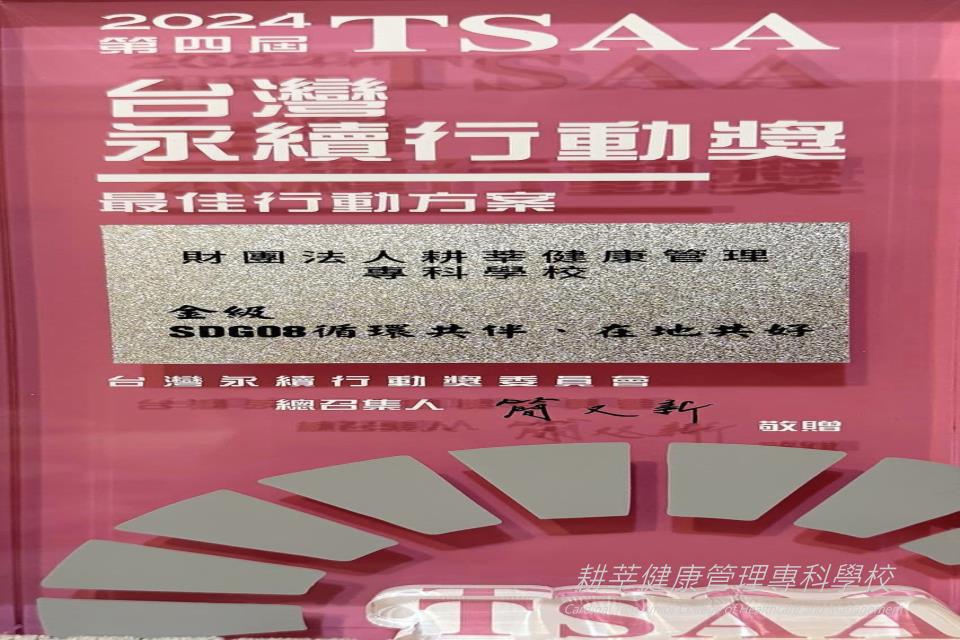 2024
第四屆
TSAA
台灣
永續行動獎
最佳行動方案
財團法人耕莘健康管理
專科學校
金級
SDG08循環共伴、在地共好
台灣永續行動獎委員會
總召集人 簡又新
敬贈
耕莘健康管理專科學校
TSAA